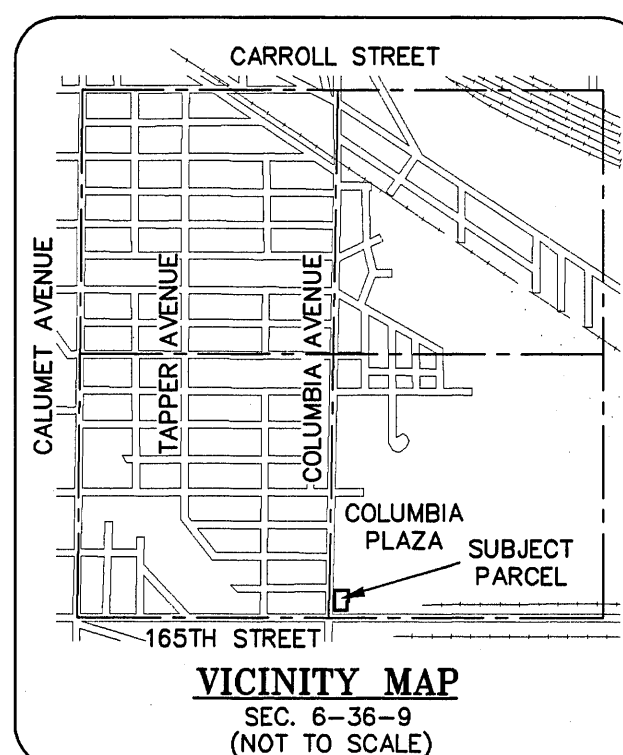 CARROLL STREET
CALUMET AVENUE
TAPPER AVENUE
COLUMBIA AVENUE
COLUMBIA
PLAZA
SUBJECT
PARCEL
165TH STREET
VICINITY MAP
SEC. 6-36-9
(NOT TO SCALE)